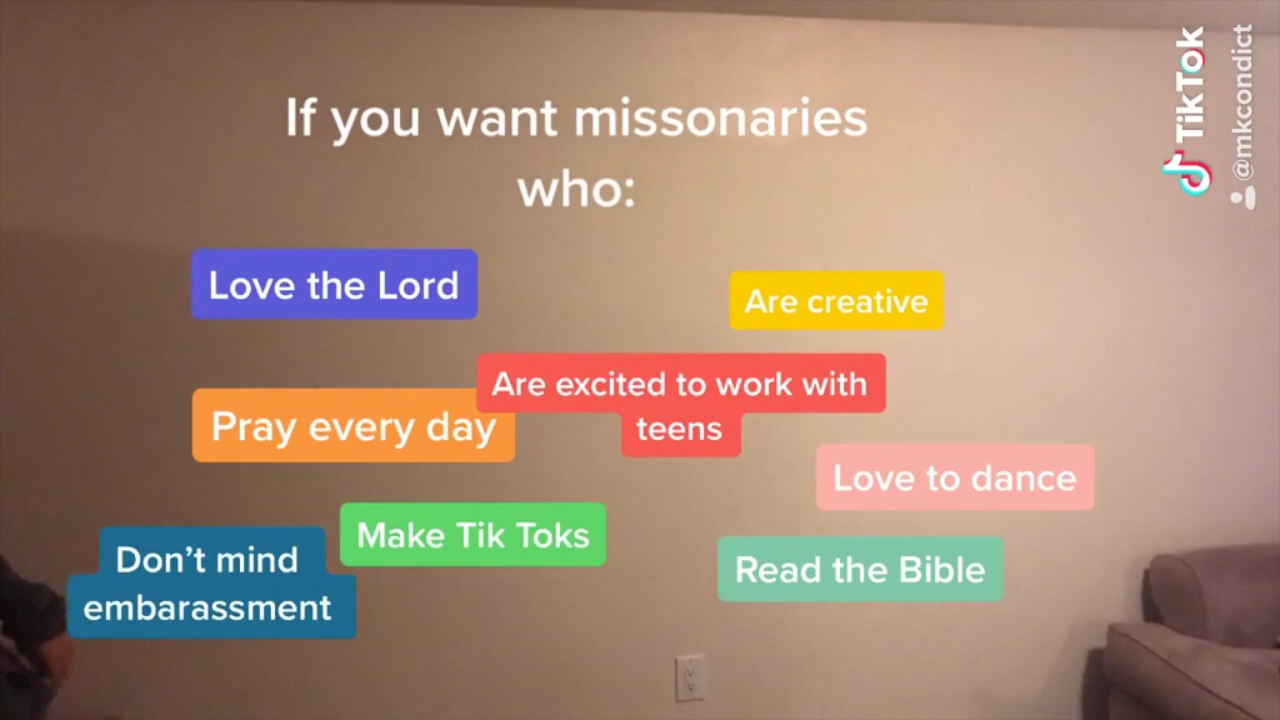 If you want missonaries
who:
Love the Lord
Are creative
Are excited to work with
teens
Pray every day
Love to dance
Make Tik Toks
Don't mind
embarassment
Read the Bible
TikTok
@mkcondict